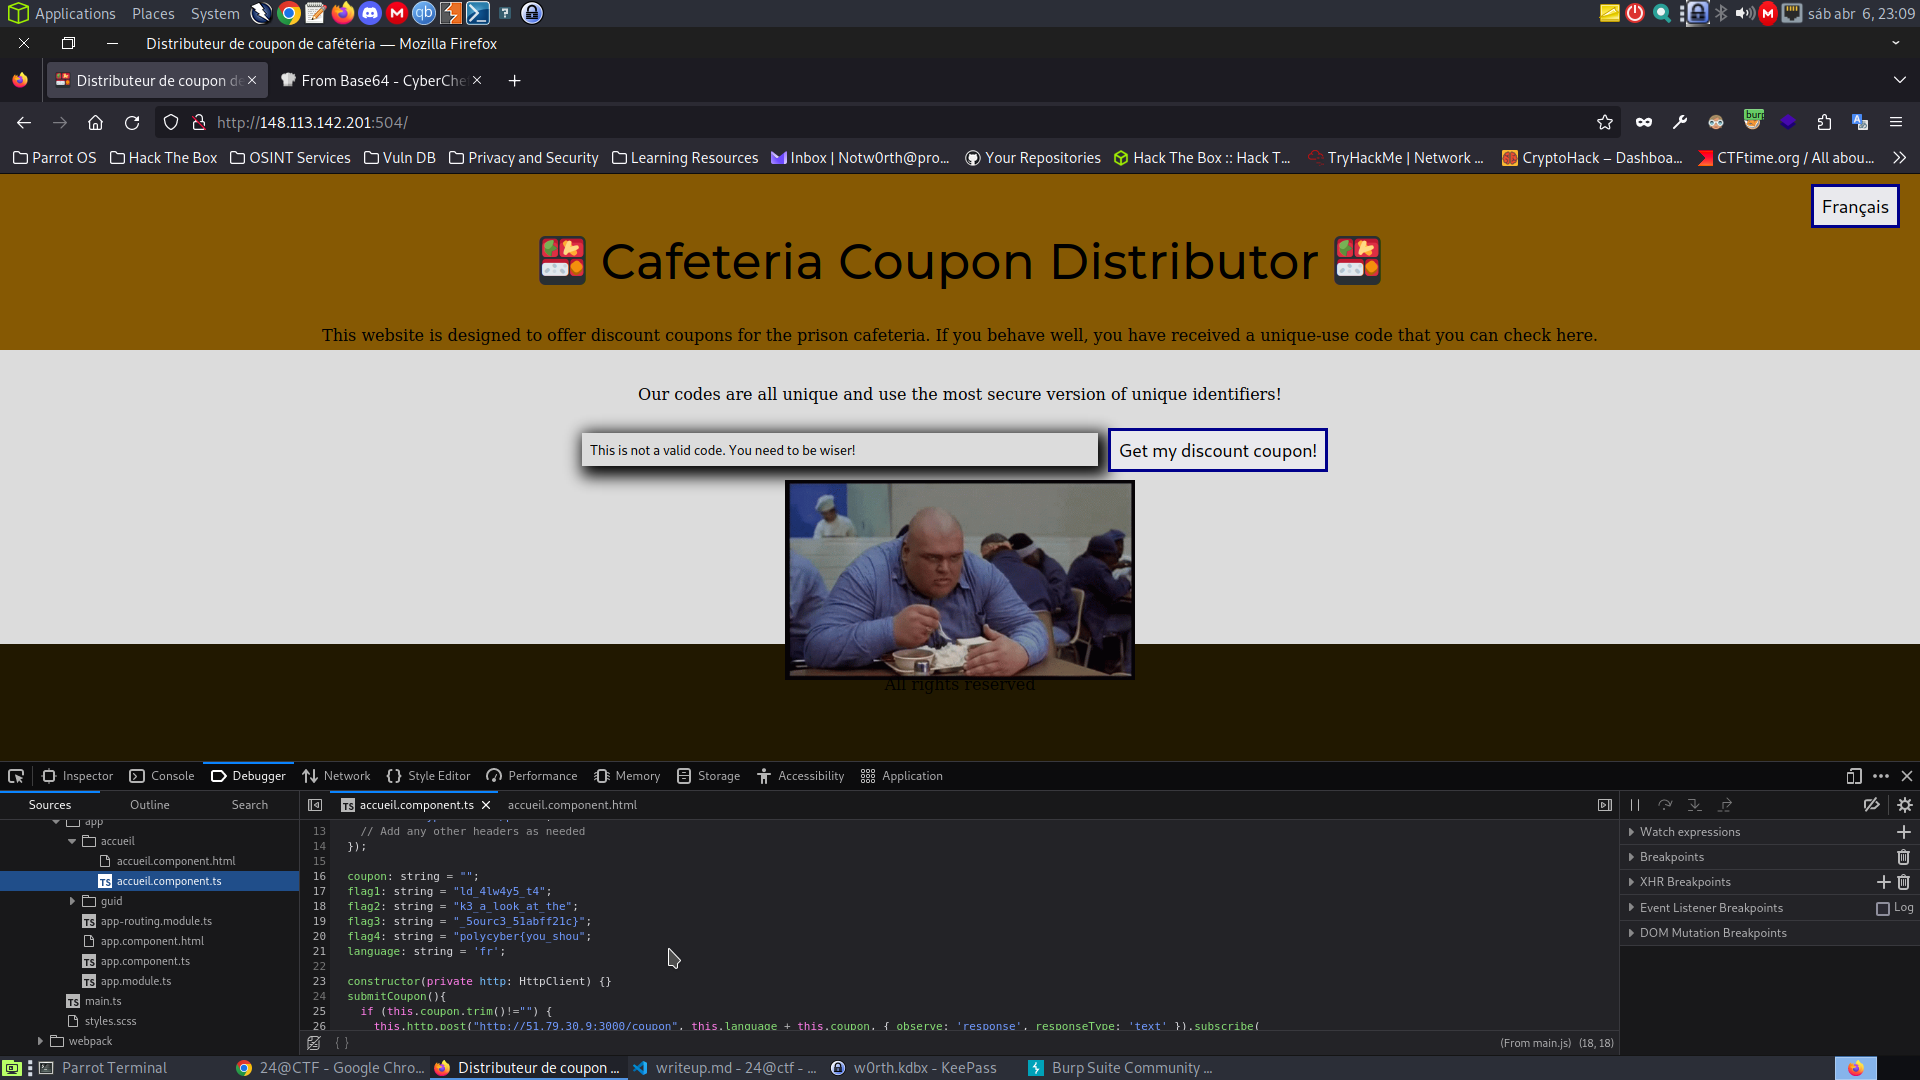 Applications Places System sáb abr 6, 23:09
Distributeur de coupon de cafétéria — Mozilla Firefox
Distributeur de coupon de From Base64 - CyberChe
http://148.113.142.201:504/
Parrot OS Hack The Box OSINT Services Vuln DB Privacy and Security Learning Resources Inbox | Notw0rth@pro... Your Repositories Hack The Box :: Hack T... TryHackMe | Network ... CryptoHack – Dashboa... CTFtime.org / All abou...
Français
Cafeteria Coupon Distributor
This website is designed to offer discount coupons for the prison cafeteria. If you behave well, you have received a unique-use code that you can check here.
Our codes are all unique and use the most secure version of unique identifiers!
This is not a valid code. You need to be wiser! Get my discount coupon!
All rights reserved
Inspector Console Debugger Network Style Editor Performance Memory Storage Accessibility Application
Sources Outline Search accueil.component.ts accueil.component.html
app
accueil
accueil.component.html
accueil.component.ts
guid
app-routing.module.ts
app.component.html
app.component.ts
app.module.ts
main.ts
styles.scss
webpack
13 // Add any other headers as needed
14 });
15
16 coupon: string = "";
17 flag1: string = "ld_4lw4y5_t4";
18 flag2: string = "k3_a_look_at_the";
19 flag3: string = "_5ourc3_51abff21c}";
20 flag4: string = "polycyber{you_shou";
21 language: string = 'fr';
22
23 constructor(private http: HttpClient) {}
24 submitCoupon(){
25 if (this.coupon.trim()!="") {
26 this.http.post("http://51.79.30.9:3000/coupon", this.language + this.coupon, { observe: 'response', responseType: 'text' }).subscribe(
{ } (From main.js) (18, 18)
Watch expressions
Breakpoints
XHR Breakpoints
Event Listener Breakpoints Log
DOM Mutation Breakpoints
Parrot Terminal 24@CTF - Google Chro... Distributeur de coupon ... writeup.md - 24@ctf - ... w0rth.kdbx - KeePass Burp Suite Community ...